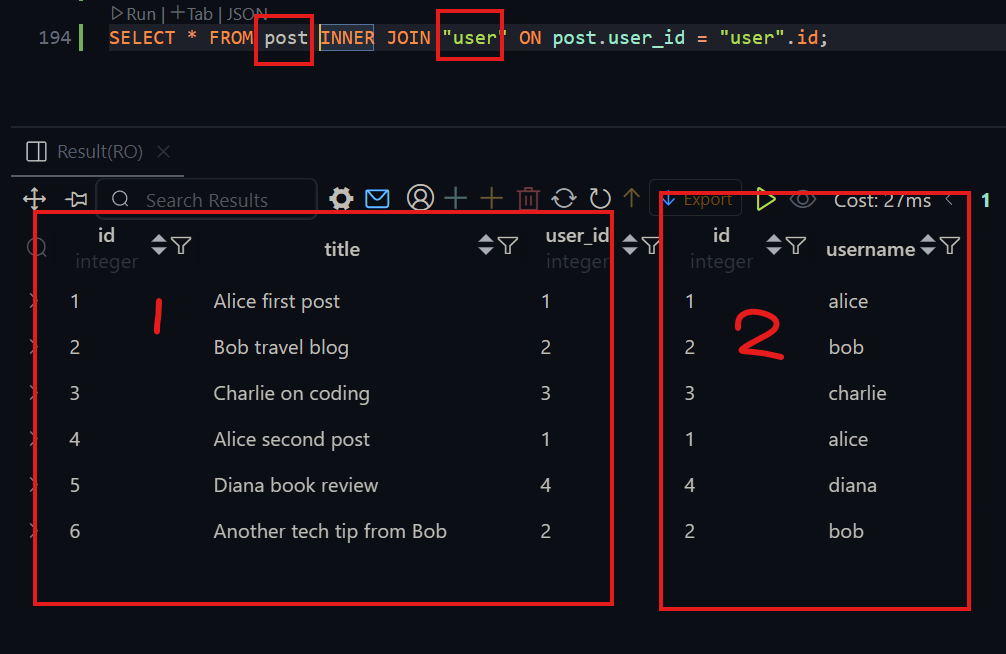 Run | Tab | JSON
194 SELECT * FROM post INNER JOIN "user" ON post.user_id = "user".id;
Result(RO)
Search Results Export Cost: 27ms 1
id title user_id id username
integer integer integer
1 Alice first post 1 1 alice
1 2
2 Bob travel blog 2 2 bob
3 Charlie on coding 3 3 charlie
4 Alice second post 1 1 alice
5 Diana book review 4 4 diana
6 Another tech tip from Bob 2 2 bob